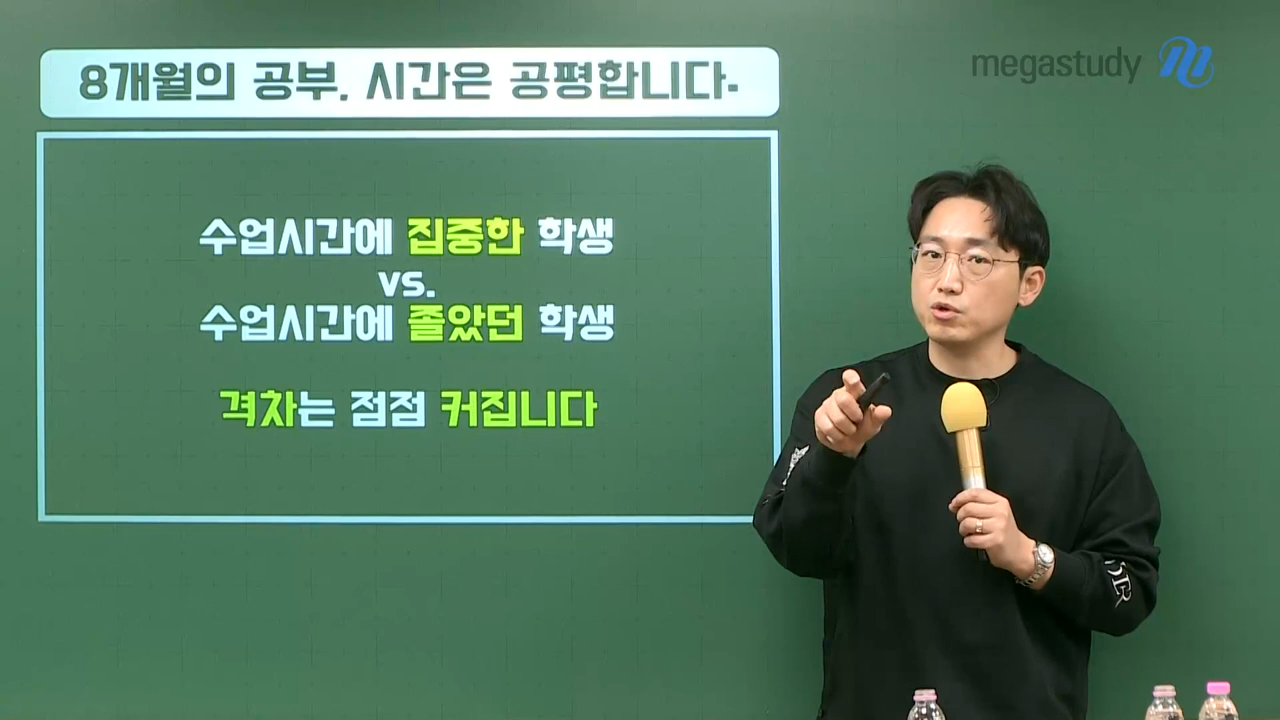 8개월의 공부, 시간은 공평합니다.
megastudy
수업시간에 집중한 학생
vs.
수업시간에 졸았던 학생
격차는 점점 커집니다